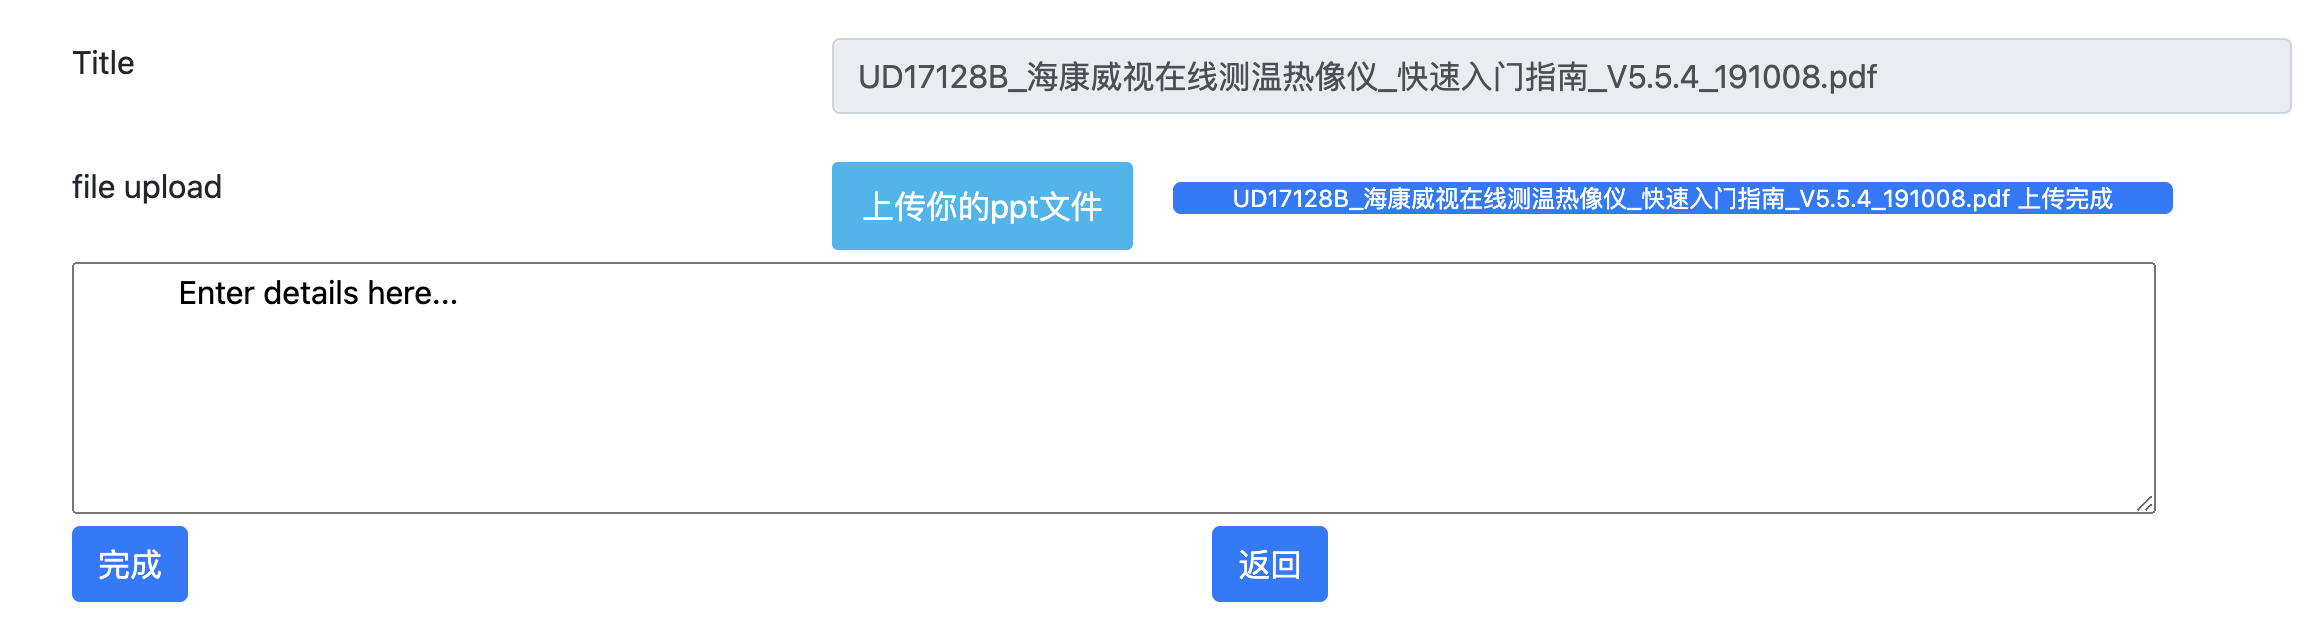 Title
UD17128B_海康威视在线测温热像仪_快速入门指南_V5.5.4_191008.pdf
file upload
上传你的ppt文件
UD17128B_海康威视在线测温热像仪_快速入门指南_V5.5.4_191008.pdf 上传完成
Enter details here...
完成
返回